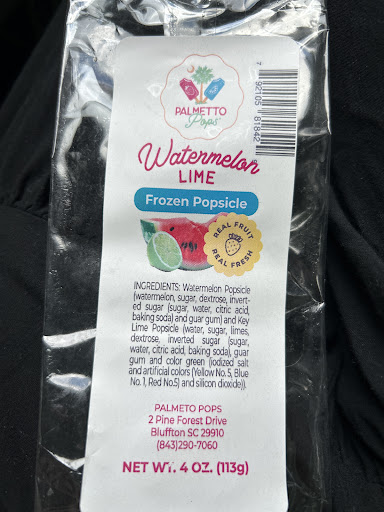 PALMETTO
Pops
Watermelon
LIME
Frozen Popsicle
REAL FRUIT
REAL FRESH
INGREDIENTS: Watermelon Popsicle
(watermelon, sugar, dextrose, invert-
ed sugar (sugar, water, citric acid,
baking soda) and guar gum) and Key
Lime Popsicle (water, sugar, limes,
dextrose, inverted sugar (sugar,
water, citric acid, baking soda), guar
gum and color green (iodized salt
and artificial colors (Yellow No. 5, Blue
No. 1, Red No.5) and silicon dioxide)).
PALMETO POPS
2 Pine Forest Drive
Bluffton SC 29910
(843)290-7060
NET WT. 4 OZ. (113g)
7 92105 81842